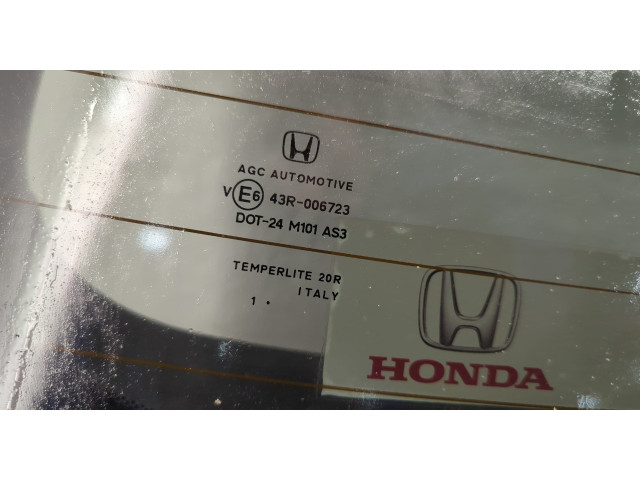 AGC AUTOMOTIVE
V E6 43R-006723
DOT-24 M101 AS3
TEMPERLITE 20R
ITALY
1 •
HONDA